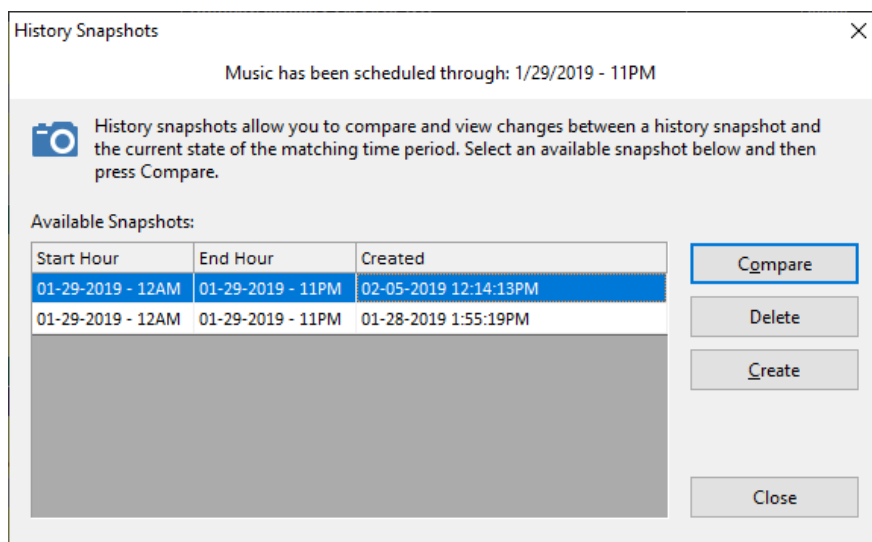 History Snapshots
Music has been scheduled through: 1/29/2019 - 11PM
History snapshots allow you to compare and view changes between a history snapshot and
the current state of the matching time period. Select an available snapshot below and then
press Compare.
Available Snapshots:
Start Hour End Hour Created
01-29-2019 - 12AM 01-29-2019 - 11PM 02-05-2019 12:14:13PM
01-29-2019 - 12AM 01-29-2019 - 11PM 01-28-2019 1:55:19PM
Compare
Delete
Create
Close